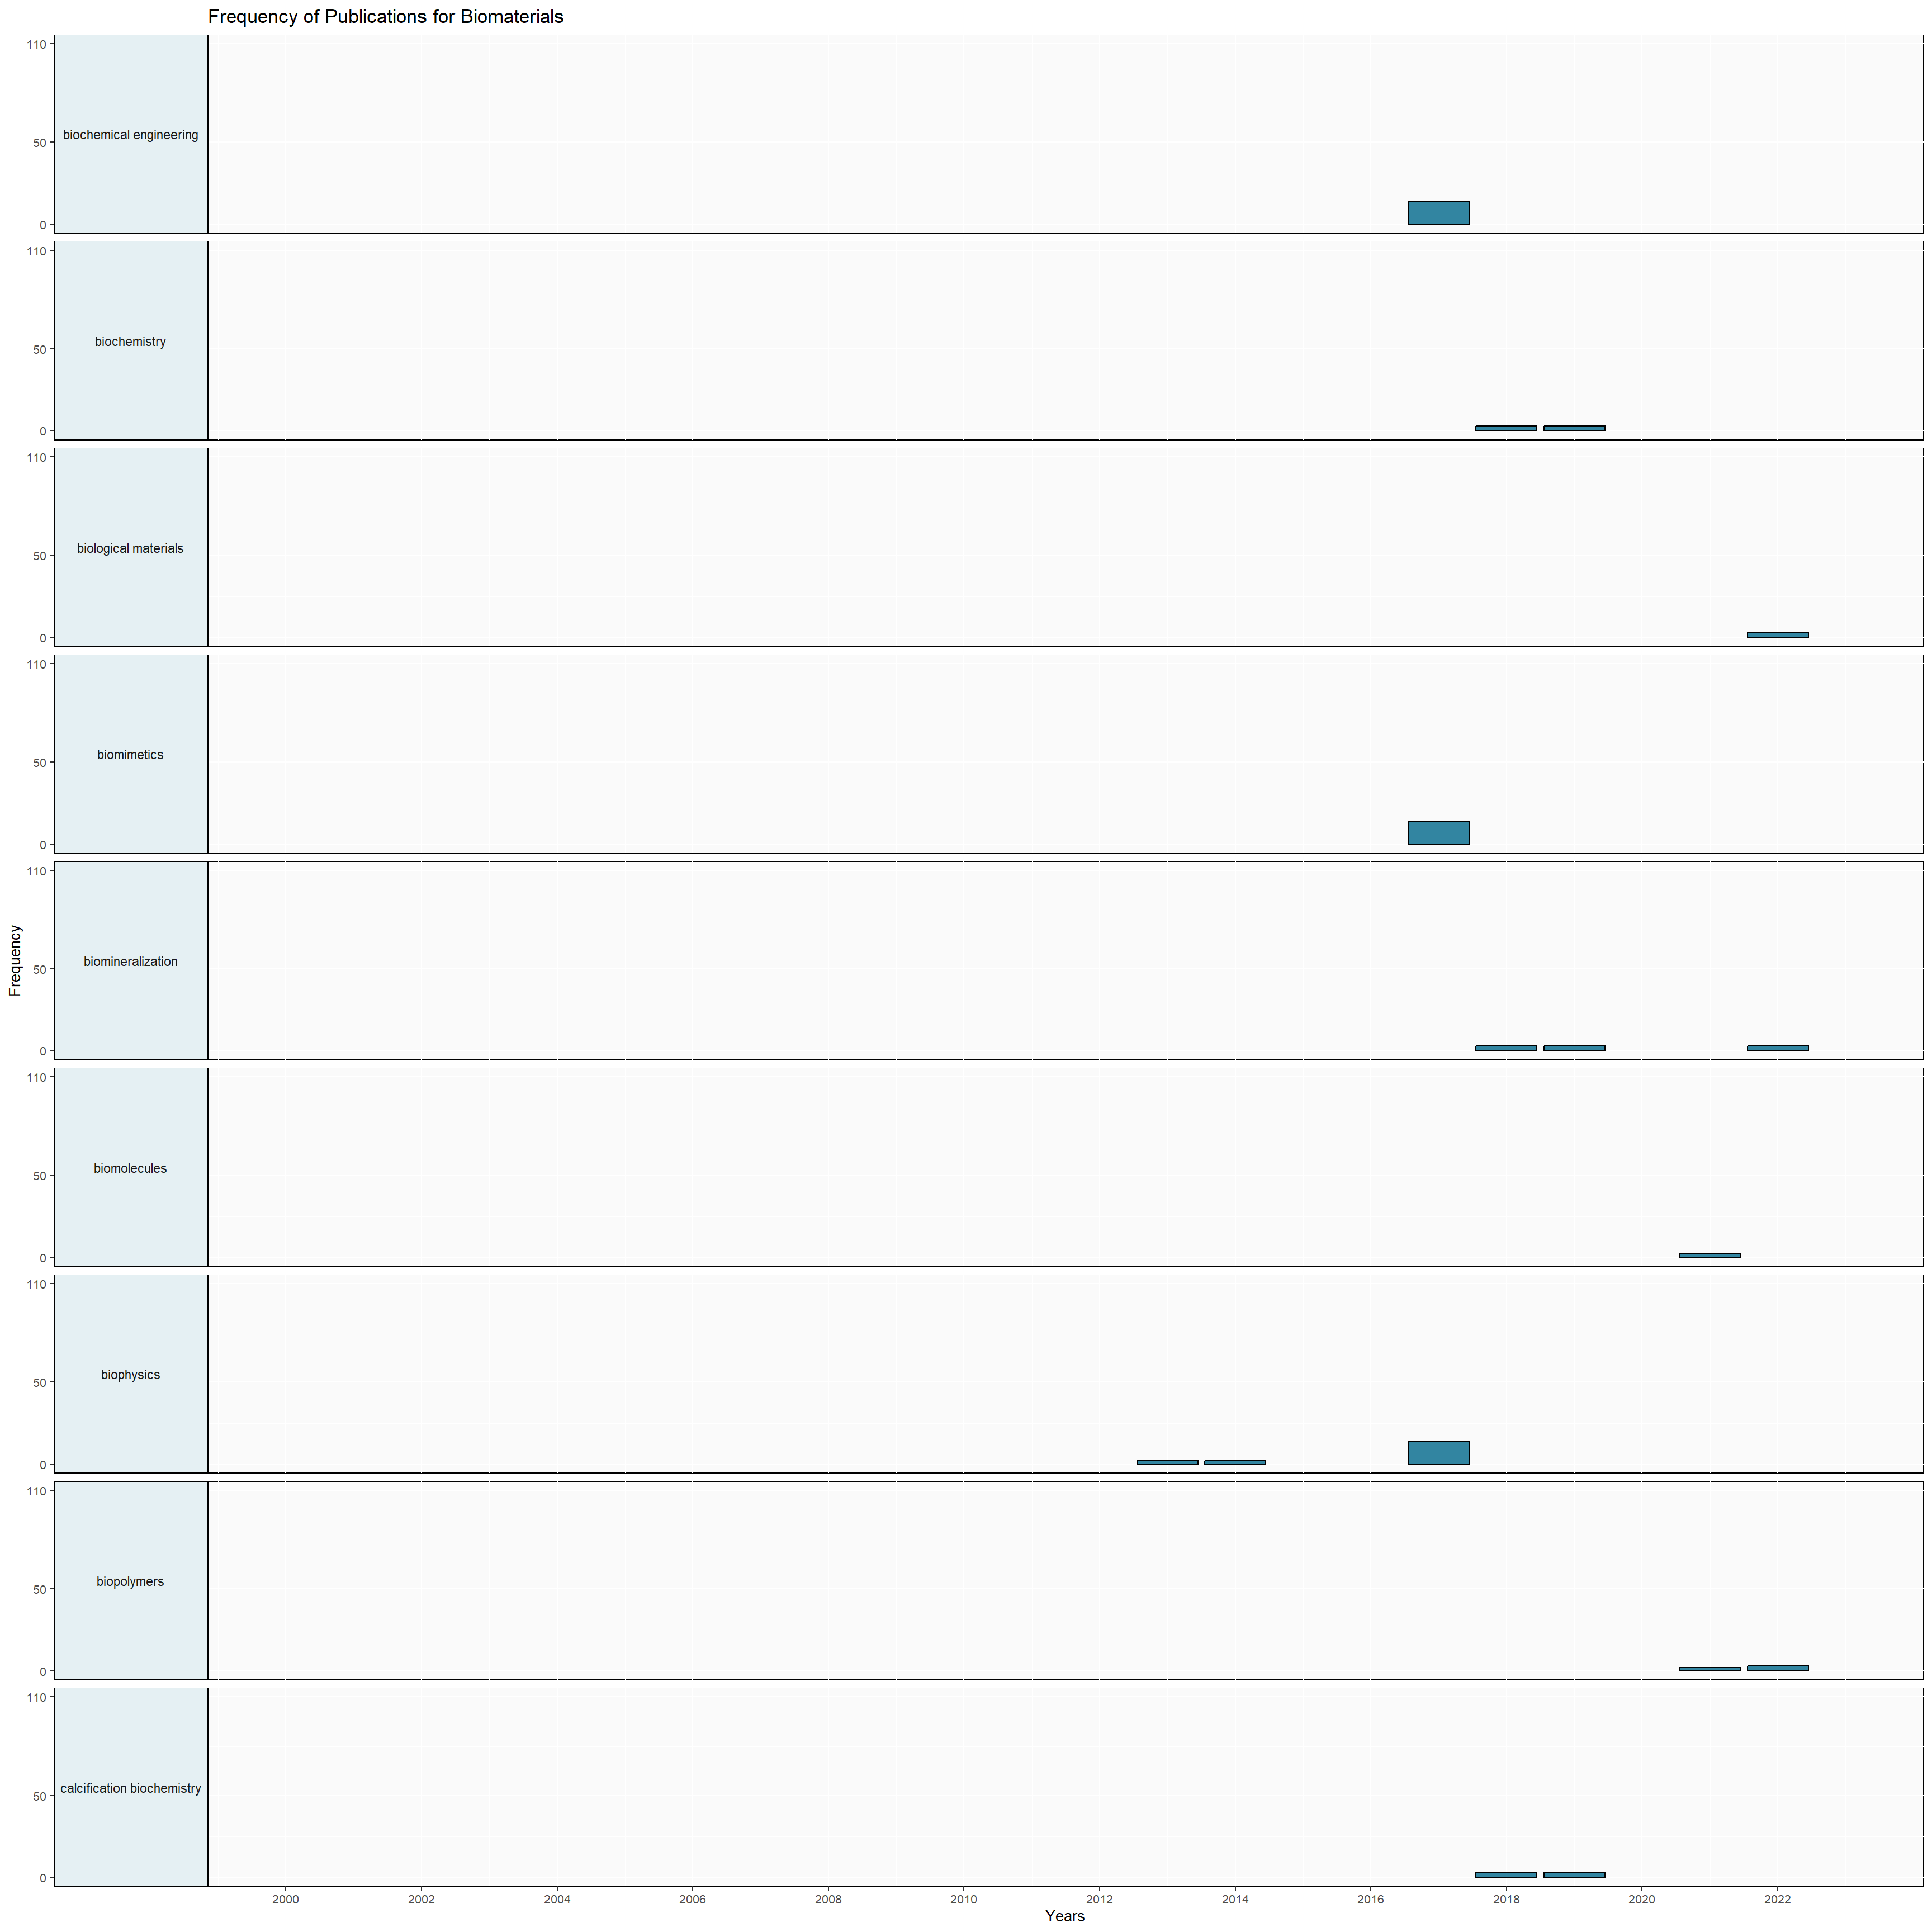 Frequency of Publications for Biomaterials
110
biochemical engineering
50
0
110
biochemistry
50
0
110
biological materials
50
0
110
biomimetics
50
0
Frequency
110
biomineralization
50
0
110
biomolecules
50
0
110
biophysics
50
0
110
biopolymers
50
0
110
calcification biochemistry
50
0
2000 2002 2004 2006 2008 2010 2012 2014 2016 2018 2020 2022
Years